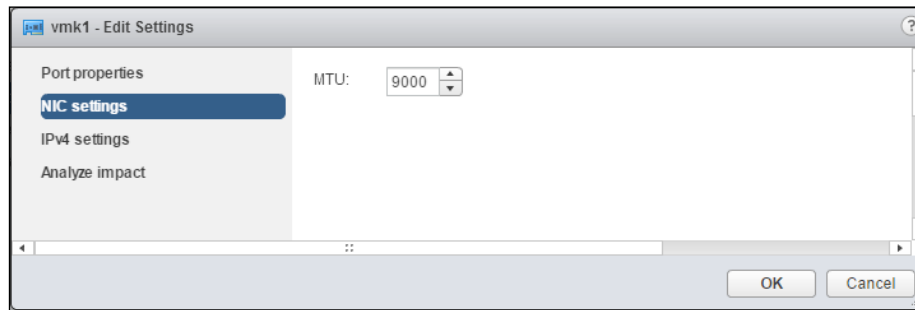 vmk1 - Edit Settings
?
Port properties
NIC settings
IPv4 settings
Analyze impact
MTU: 9000
OK Cancel